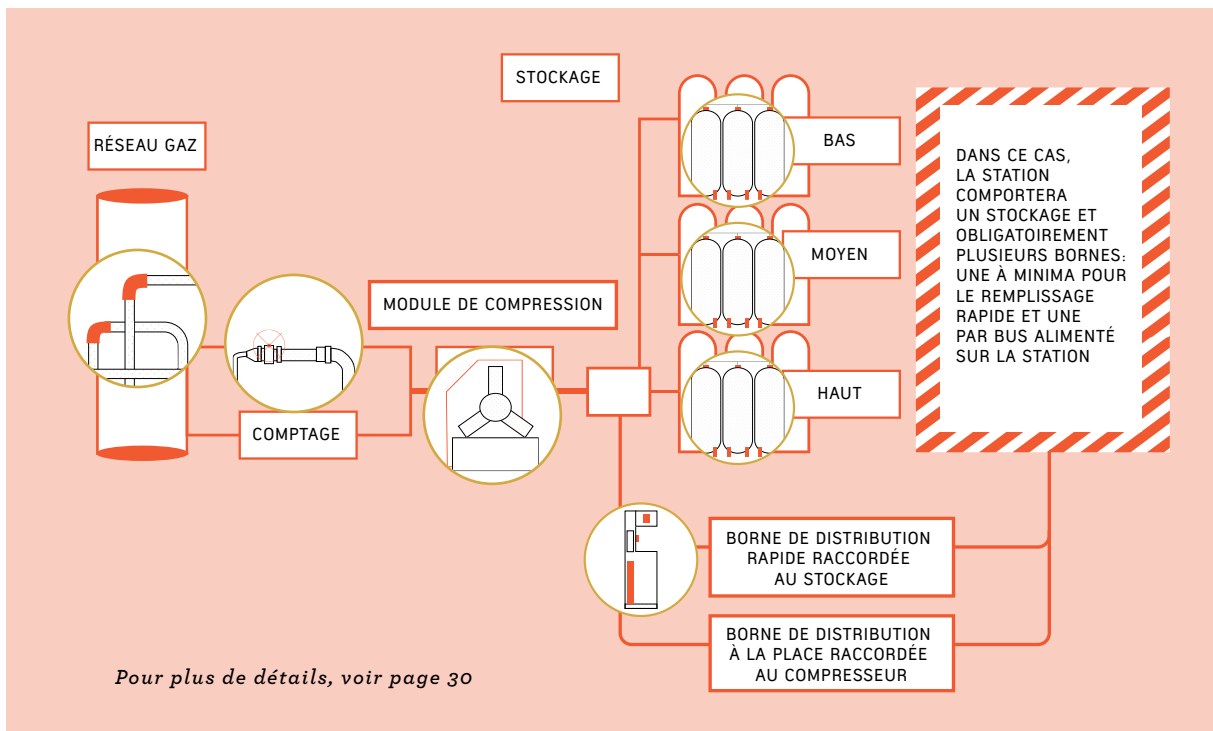 STOCKAGE
RÉSEAU GAZ
BAS
MOYEN
MODULE DE COMPRESSION
HAUT
COMPTAGE
DANS CE CAS,
LA STATION
COMPORTERA
UN STOCKAGE ET
OBLIGATOIREMENT
PLUSIEURS BORNES:
UNE À MINIMA POUR
LE REMPLISSAGE
RAPIDE ET UNE
PAR BUS ALIMENTÉ
SUR LA STATION
BORNE DE DISTRIBUTION
RAPIDE RACCORDÉE
AU STOCKAGE
BORNE DE DISTRIBUTION
À LA PLACE RACCORDÉE
AU COMPRESSEUR
Pour plus de détails, voir page 30